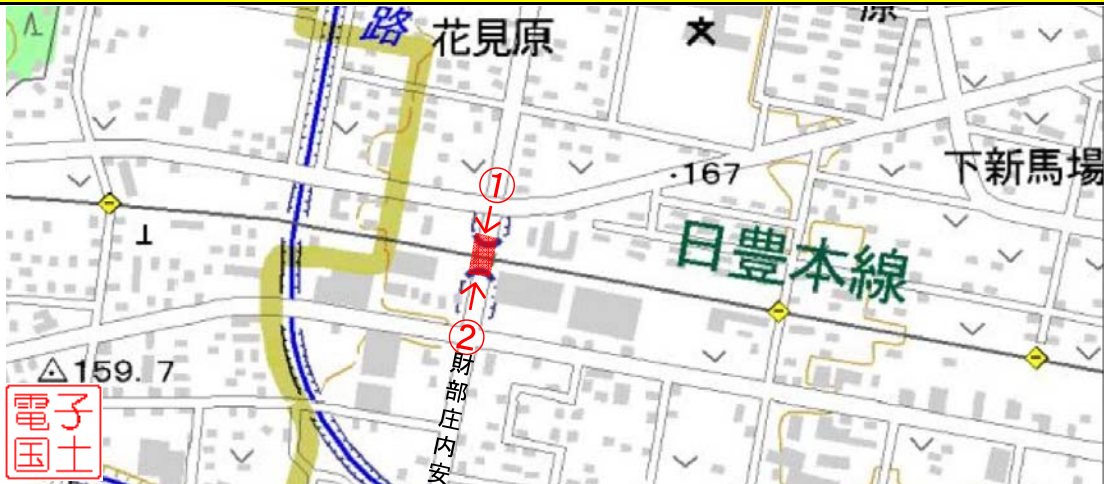 路
花見原
原
①
·167
下新馬場
日豊本線
②
159.7
財部庄内安
電子
国土